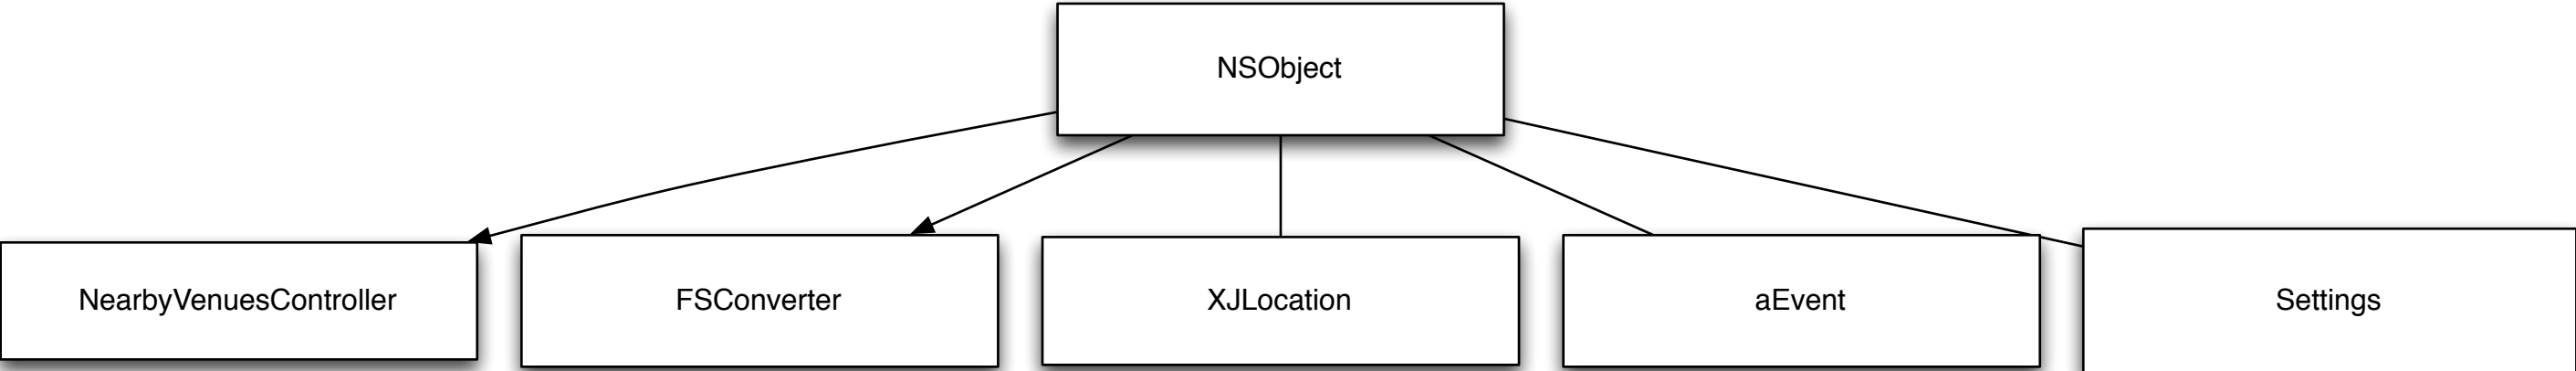 NSObject
NearbyVenuesController
FSConverter
XJLocation
aEvent
Settings